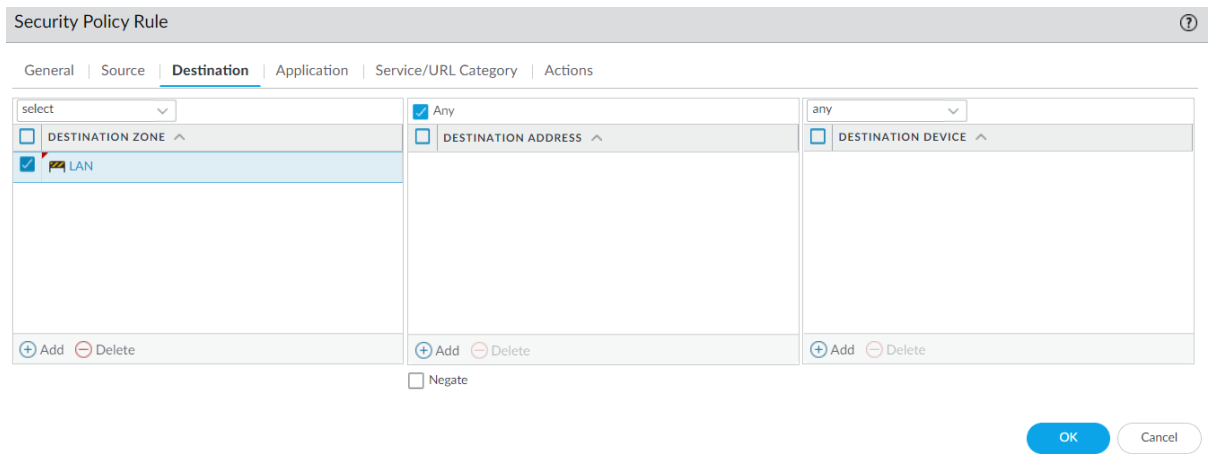 Security Policy Rule
General | Source | Destination | Application | Service/URL Category | Actions
select
Any
any
DESTINATION ZONE
DESTINATION ADDRESS
DESTINATION DEVICE
LAN
Add Delete
Add Delete
Add Delete
Negate
OK Cancel